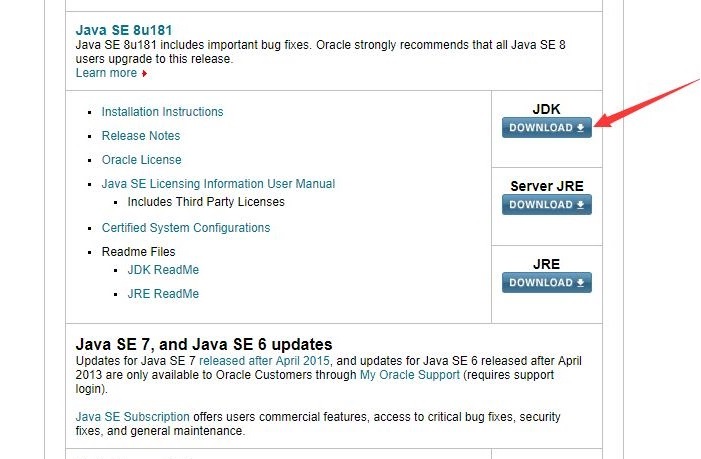 Java SE 8u181
Java SE 8u181 includes important bug fixes. Oracle strongly recommends that all Java SE 8
users upgrade to this release.
Learn more
Installation Instructions
Release Notes
Oracle License
Java SE Licensing Information User Manual
Includes Third Party Licenses
Certified System Configurations
Readme Files
JDK ReadMe
JRE ReadMe
JDK
DOWNLOAD
Server JRE
DOWNLOAD
JRE
DOWNLOAD
Java SE 7, and Java SE 6 updates
Updates for Java SE 7 released after April 2015, and updates for Java SE 6 released after April
2013 are only available to Oracle Customers through My Oracle Support (requires support
login).
Java SE Subscription offers users commercial features, access to critical bug fixes, security
fixes, and general maintenance.